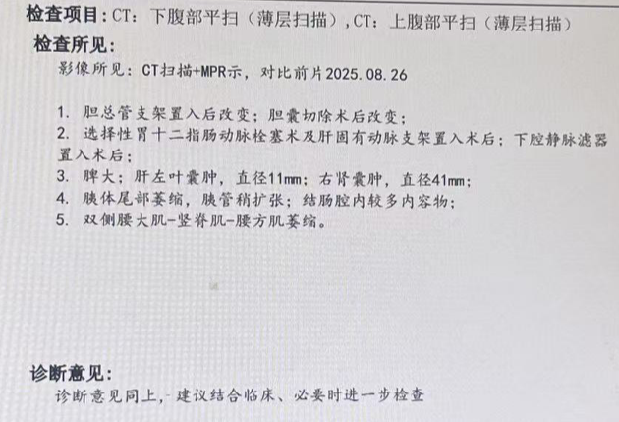 检查项目:CT: 下腹部平扫（薄层扫描）,CT: 上腹部平扫（薄层扫描）
检查所见:
影像所见: CT扫描+MPR示, 对比前片2025.08.26
1. 胆总管支架置入后改变; 胆囊切除术后改变;
2. 选择性胃十二指肠动脉栓塞术及肝固有动脉支架置入术后; 下腔静脉滤器
置入术后;
3. 脾大; 肝左叶囊肿, 直径11mm; 右肾囊肿, 直径41mm;
4. 胰体尾部萎缩, 胰管稍扩张; 结肠腔内较多内容物;
5. 双侧腰大肌-竖脊肌-腰方肌萎缩。
诊断意见:
诊断意见同上, 建议结合临床、必要时进一步检查